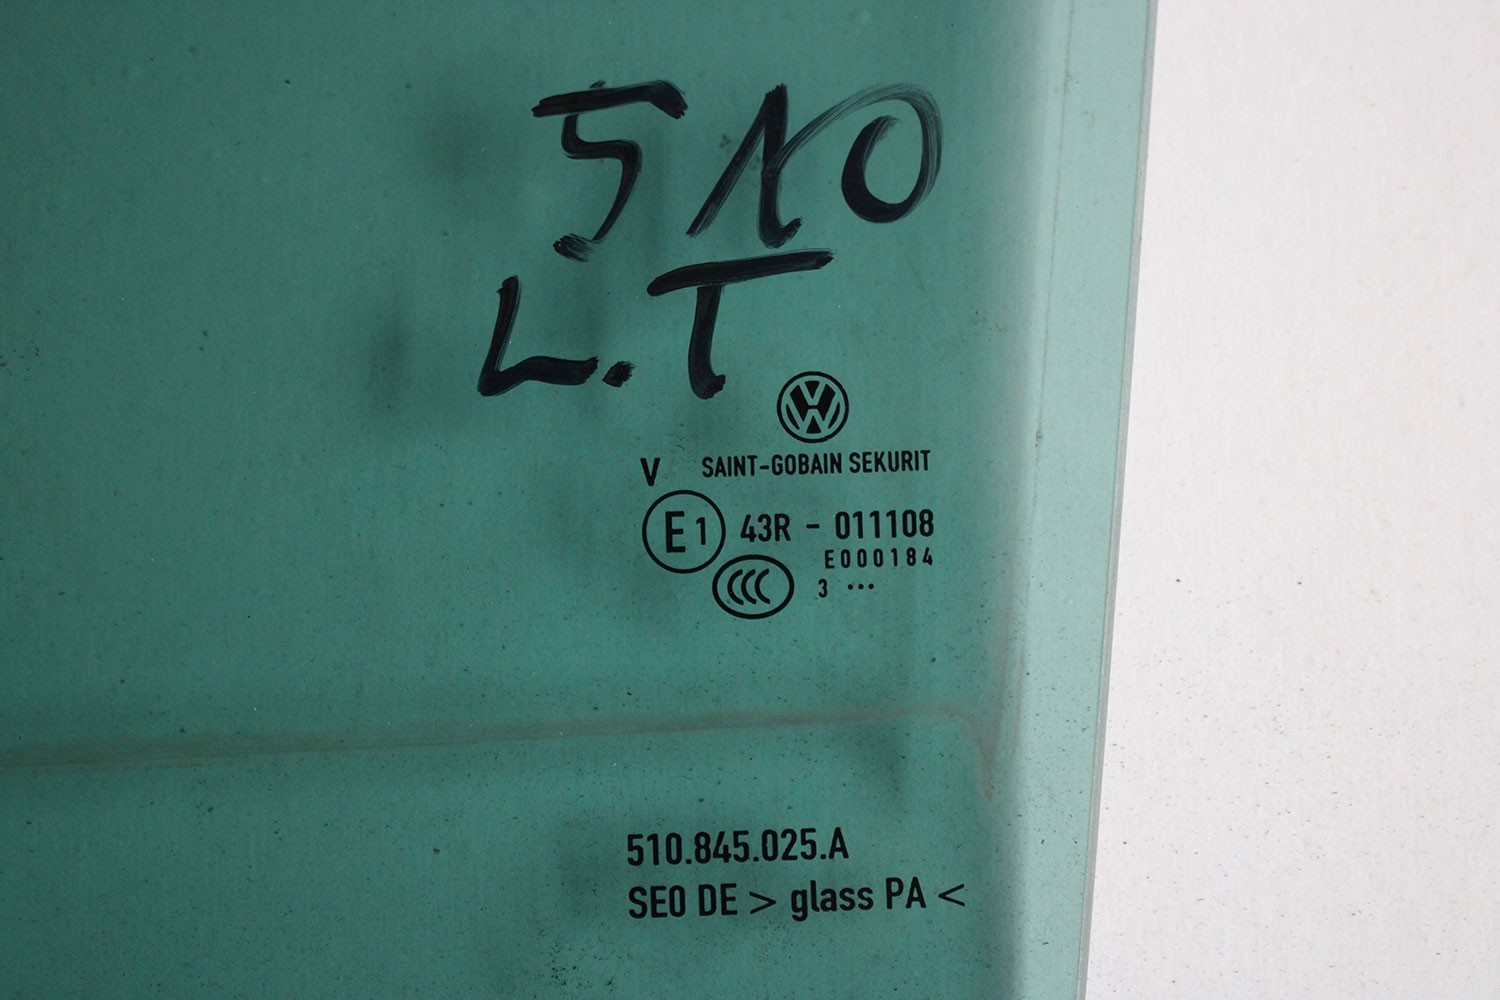 510
L.T
V SAINT-GOBAIN SEKURIT
E1 43R - 011108
E000184
CCC 3 ...
510.845.025.A
SEO DE > glass PA <